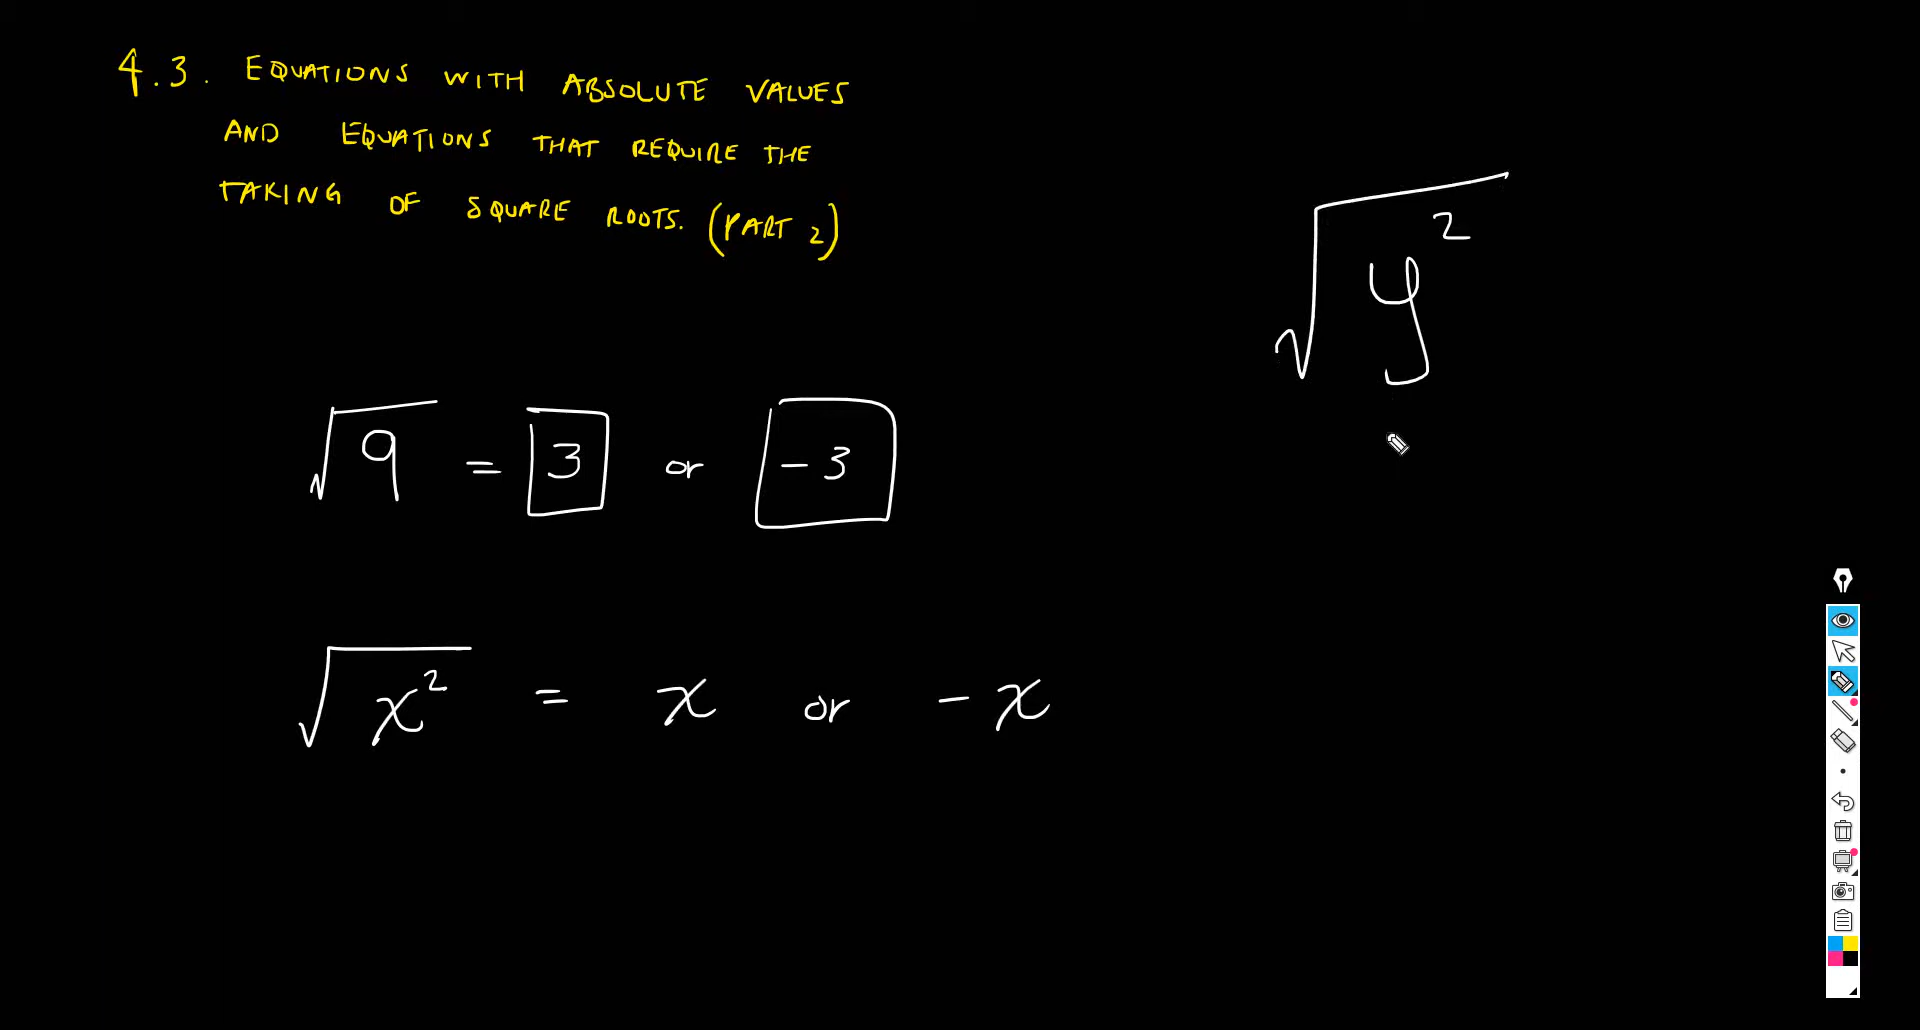 4.3. EQUATIONS WITH ABSOLUTE VALUES
AND EQUATIONS THAT REQUIRE THE
TAKING OF SQUARE ROOTS. (PART 2)
√y²
√9 = 3 or -3
√x² = x or -x